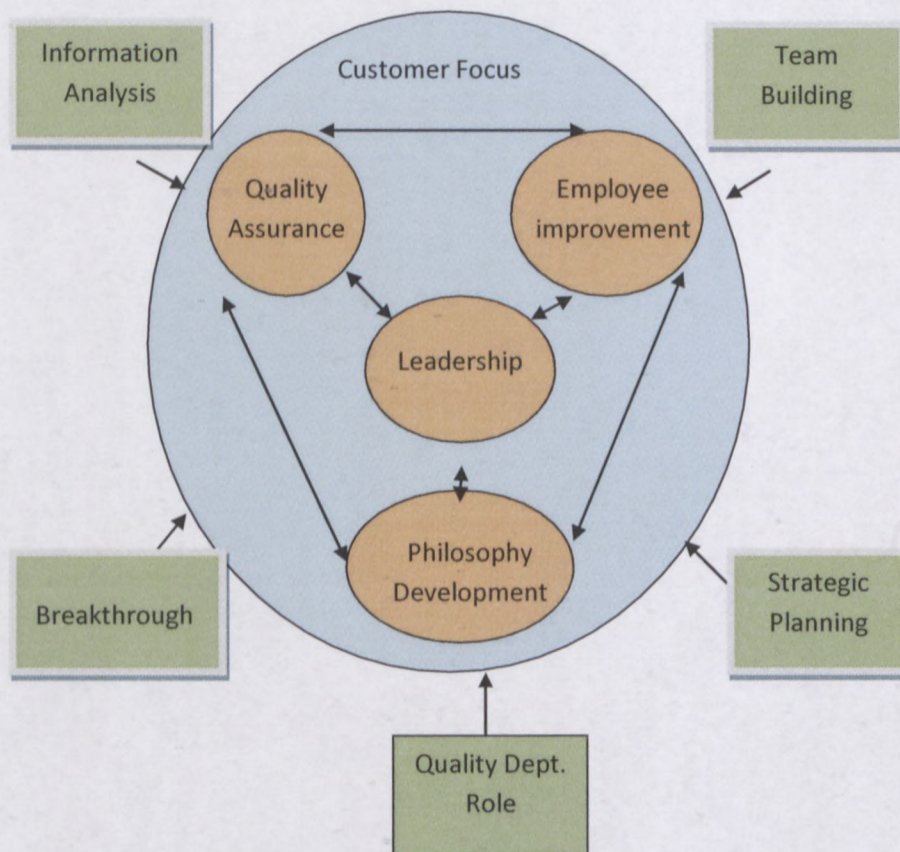 Information
Analysis
Customer Focus
Team
Building
Quality
Assurance
Employee
improvement
Leadership
Philosophy
Development
Breakthrough
Strategic
Planning
Quality Dept.
Role